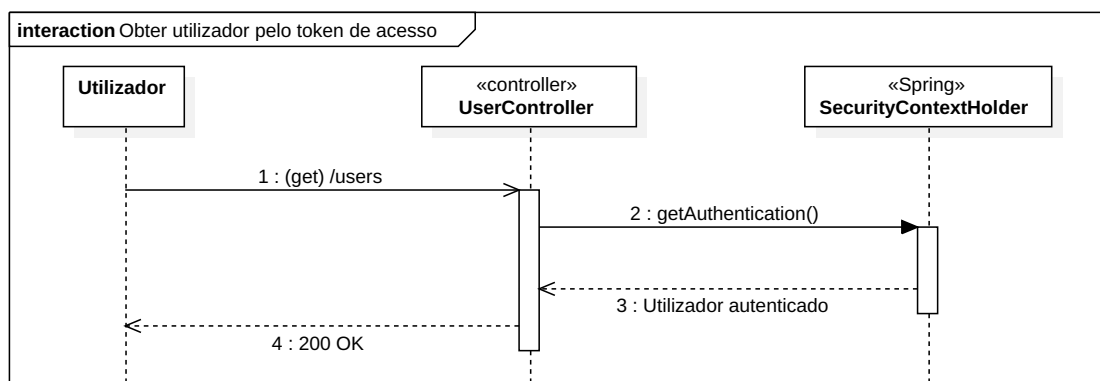 interaction Obter utilizador pelo token de acesso
Utilizador
«controller»
UserController
«Spring»
SecurityContextHolder
1 : (get) /users
2 : getAuthentication()
3 : Utilizador autenticado
4 : 200 OK